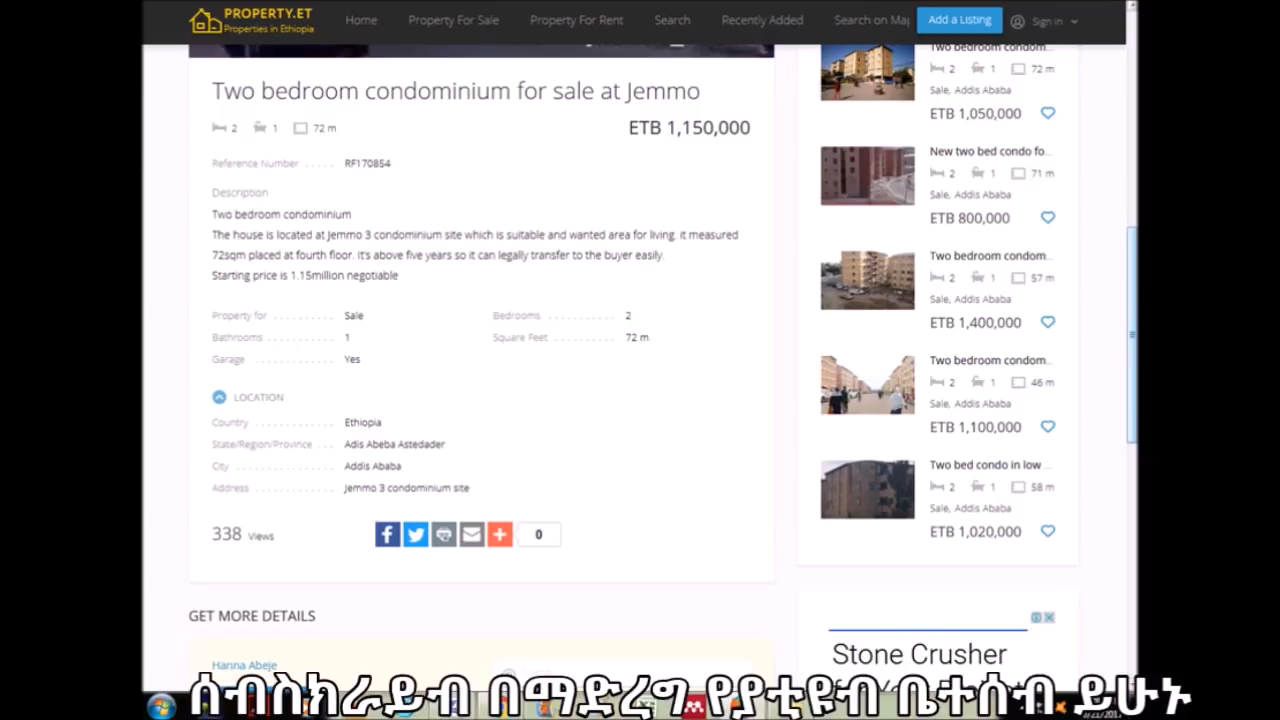 PROPERTY.ET
Properties in Ethiopia
Home Property For Sale Property For Rent Search Recently Added Search on Map Add a Listing Sign in
Two bedroom condominium for sale at Jemmo
2 1 72 m ETB 1,150,000
Reference Number ..... RF170854
Description
Two bedroom condominium
The house is located at Jemmo 3 condominium site which is suitable and wanted area for living. it measured
72sqm placed at fourth floor. it's above five years so it can legally transfer to the buyer easily.
Starting price is 1.15million negotiable
Property for .......... Sale
Bedrooms .......... 2
Bathrooms .......... 1
Square Feet ......... 72 m
Garage ............. Yes
LOCATION
Country ............ Ethiopia
State/Region/Province ... Adis Abeba Astedader
City ................ Addis Ababa
Address ............ Jemmo 3 condominium site
338 Views
0
GET MORE DETAILS
Hanna Abeje
Two bedroom condom...
2 1 72 m
Sale, Addis Ababa
ETB 1,050,000
New two bed condo fo...
2 1 71 m
Sale, Addis Ababa
ETB 800,000
Two bedroom condom...
2 1 57 m
Sale, Addis Ababa
ETB 1,400,000
Two bedroom condom...
2 1 46 m
Sale, Addis Ababa
ETB 1,100,000
Two bed condo in low ...
2 1 58 m
Sale, Addis Ababa
ETB 1,020,000
Stone Crusher
ሰብስክራይብ በማድረግ የያቲዩብ ቤተሰብ ይሁኑ